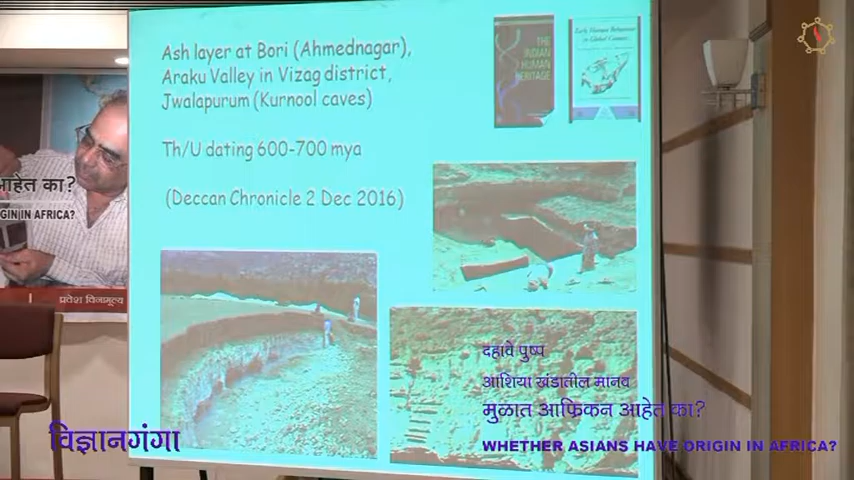 Ash layer at Bori (Ahmednagar),
Araku Valley in Vizag district,
Jwalapurum (Kurnool caves)
Th/U dating 600-700 mya
(Deccan Chronicle 2 Dec 2016)
THE
INDIAN
HUMAN
HERITAGE
Early Human Behaviour
in Global Context
आहेत का?
GIN IN AFRICA?
प्रवेश विनामूल्य
दहावे पुष्प
आशिया खंडातील मानव
मुळात आफ्रिकन आहेत का?
WHETHER ASIANS HAVE ORIGIN IN AFRICA?
विज्ञानगंगा